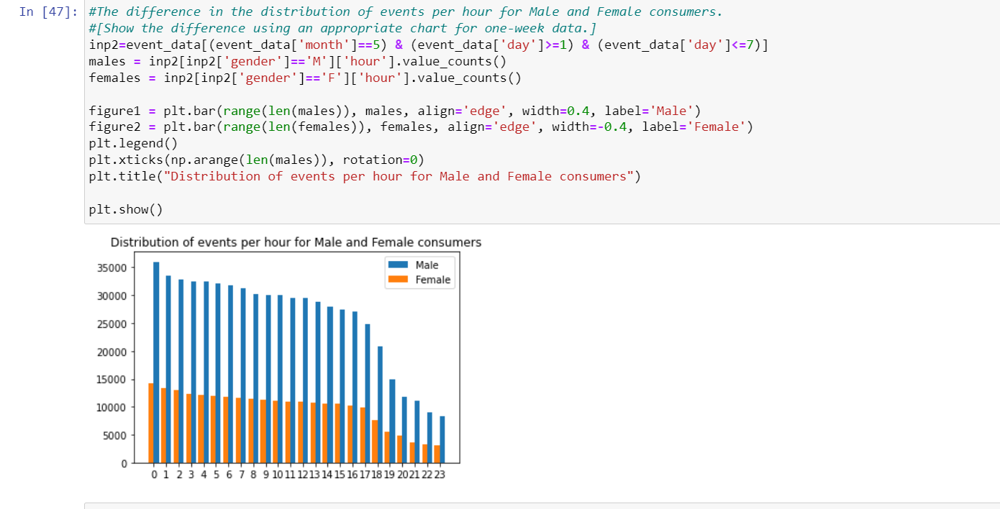 In [47]: #The difference in the distribution of events per hour for Male and Female consumers.
#[Show the difference using an appropriate chart for one-week data.]
inp2=event_data[(event_data['month']==5) & (event_data['day']>=1) & (event_data['day']<=7)]
males = inp2[inp2['gender']=='M']['hour'].value_counts()
females = inp2[inp2['gender']=='F']['hour'].value_counts()
figure1 = plt.bar(range(len(males)), males, align='edge', width=0.4, label='Male')
figure2 = plt.bar(range(len(females)), females, align='edge', width=-0.4, label='Female')
plt.legend()
plt.xticks(np.arange(len(males)), rotation=0)
plt.title("Distribution of events per hour for Male and Female consumers")
plt.show()
Distribution of events per hour for Male and Female consumers
Male
Female
35000
30000
25000
20000
15000
10000
5000
0
0 1 2 3 4 5 6 7 8 9 10 11 12 13 14 15 16 17 18 19 20 21 22 23